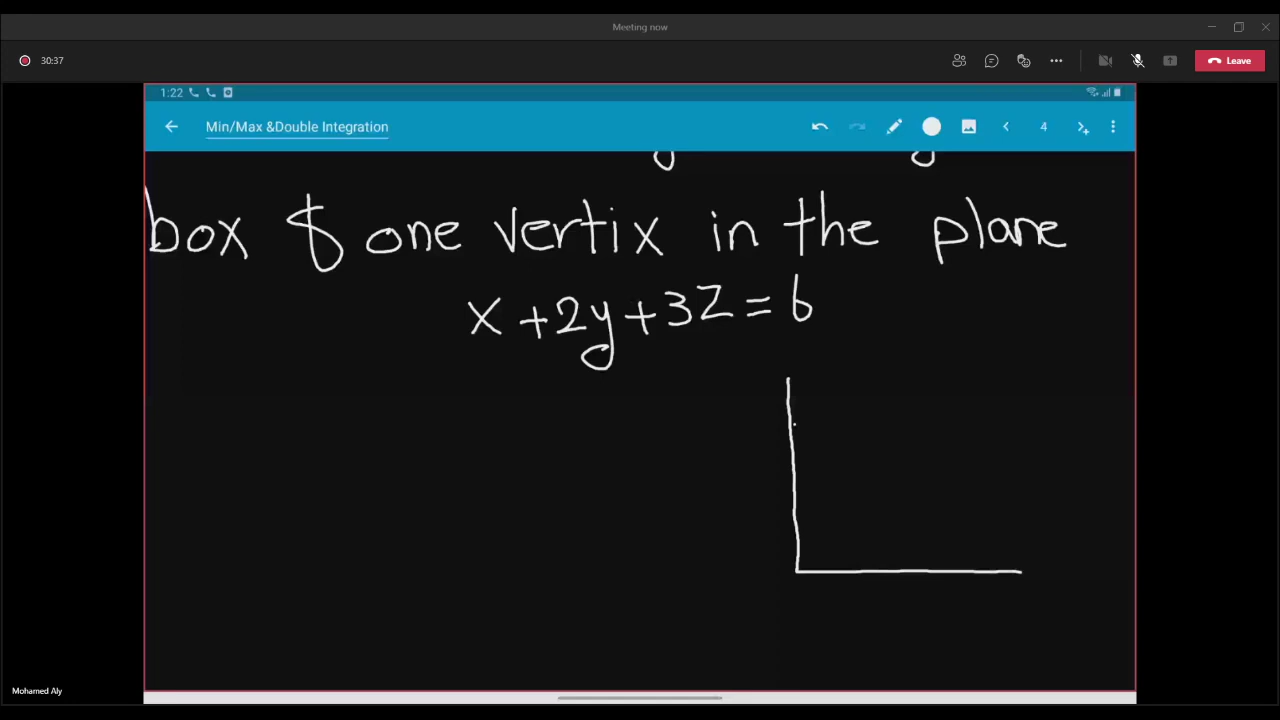 Meeting now
30:37
Leave
1:22
Min/Max &Double Integration
4
box & one vertix in the plane
x + 2y + 3Z = 6
Mohamed Aly